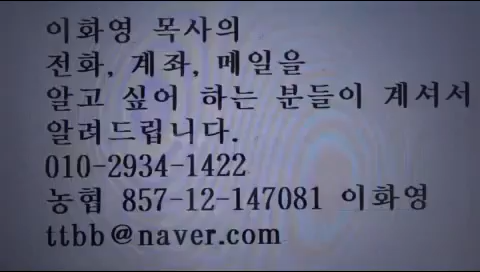 이화영 목사의
전화, 계좌, 메일을
알고 싶어 하는 분들이 계셔서
알려드립니다.
010-2934-1422
농협 857-12-147081 이화영
ttbb@naver.com